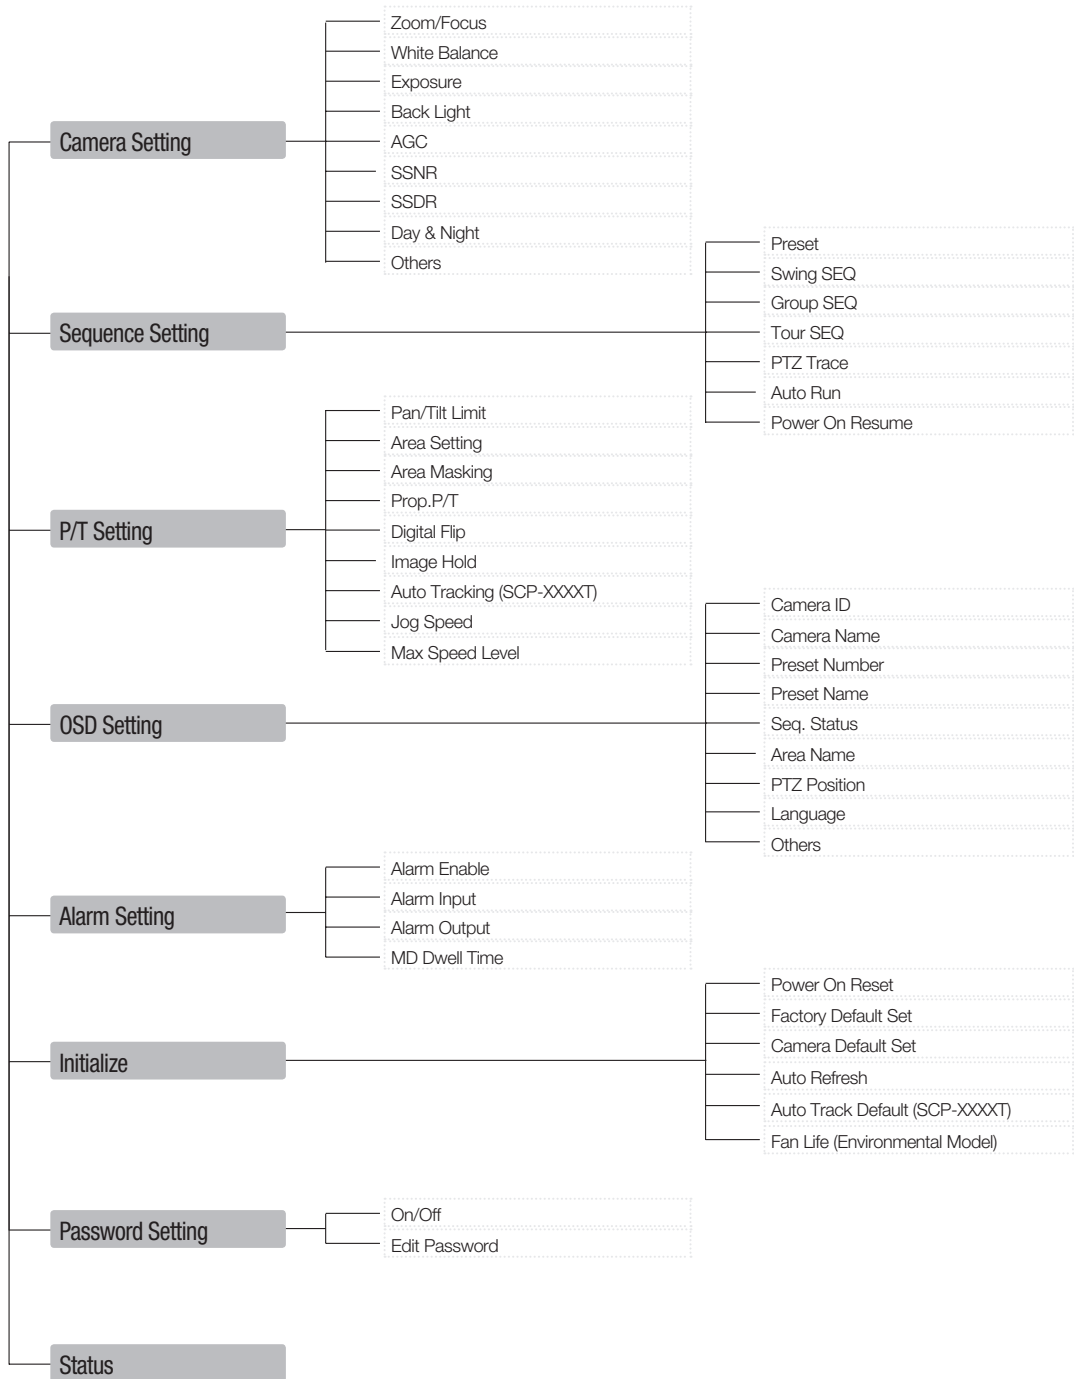 Camera Setting
Zoom/Focus
White Balance
Exposure
Back Light
AGC
SSNR
SSDR
Day & Night
Others
Sequence Setting
Preset
Swing SEQ
Group SEQ
Tour SEQ
PTZ Trace
Auto Run
Power On Resume
P/T Setting
Pan/Tilt Limit
Area Setting
Area Masking
Prop.P/T
Digital Flip
Image Hold
Auto Tracking (SCP-XXXXT)
Jog Speed
Max Speed Level
OSD Setting
Camera ID
Camera Name
Preset Number
Preset Name
Seq. Status
Area Name
PTZ Position
Language
Others
Alarm Setting
Alarm Enable
Alarm Input
Alarm Output
MD Dwell Time
Initialize
Power On Reset
Factory Default Set
Camera Default Set
Auto Refresh
Auto Track Default (SCP-XXXXT)
Fan Life (Environmental Model)
Password Setting
On/Off
Edit Password
Status